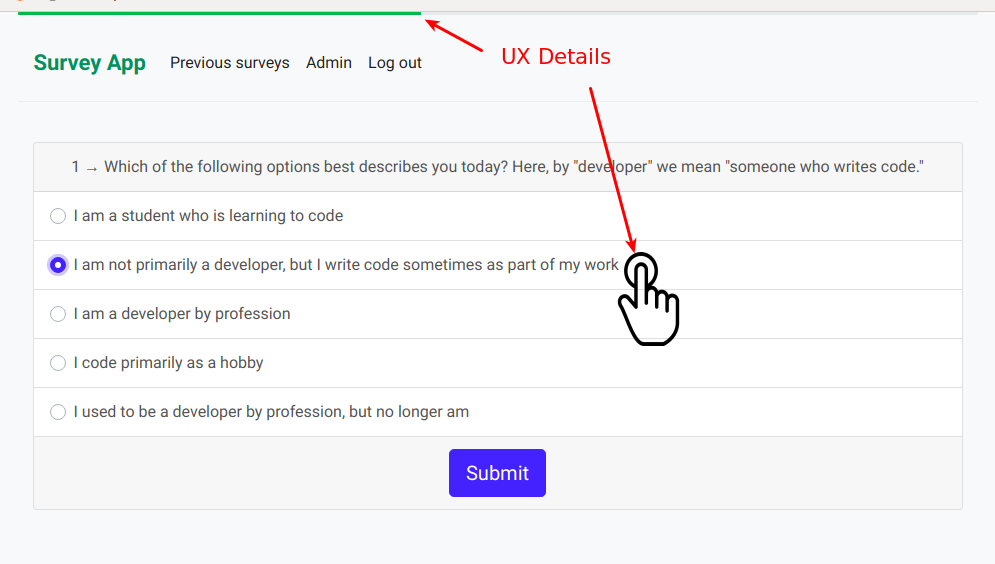 UX Details
Survey App Previous surveys Admin Log out
1 → Which of the following options best describes you today? Here, by "developer" we mean "someone who writes code."
I am a student who is learning to code
I am not primarily a developer, but I write code sometimes as part of my work
I am a developer by profession
I code primarily as a hobby
I used to be a developer by profession, but no longer am
Submit